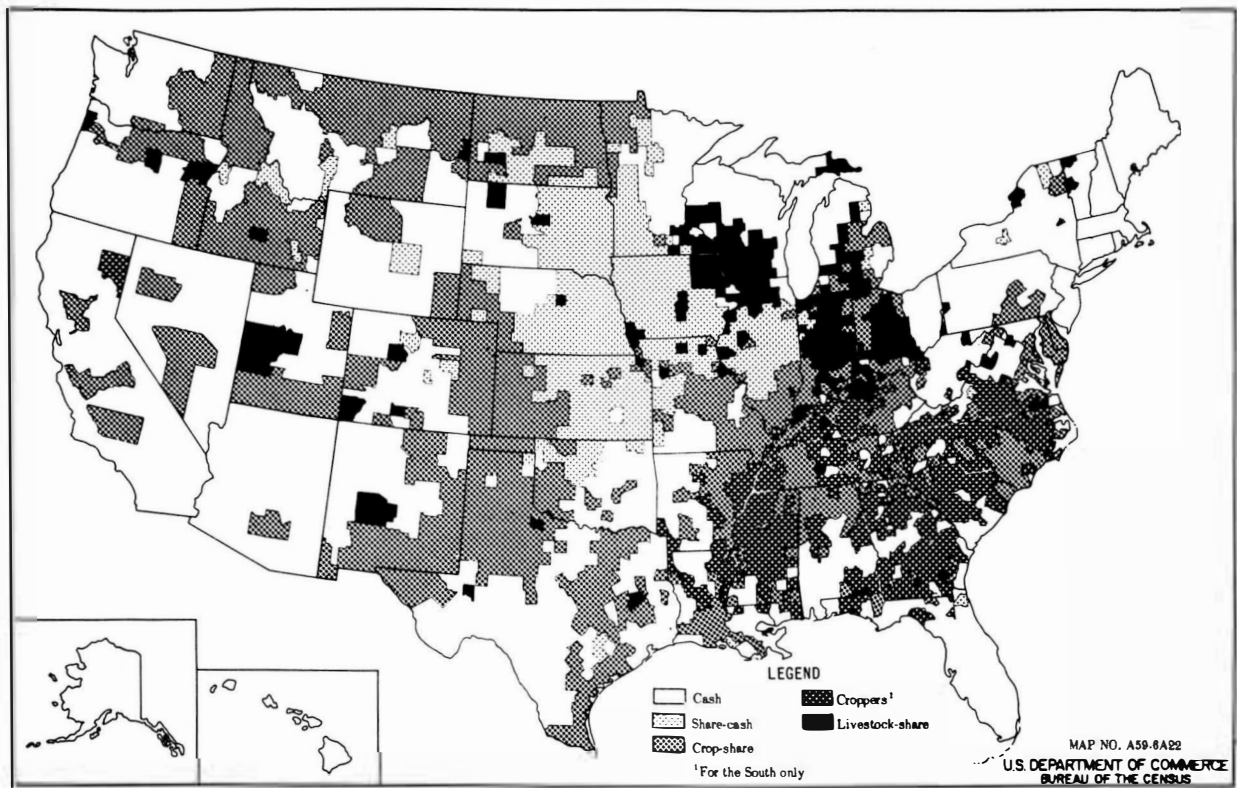 LEGEND
Cash
Share-cash
Crop-share
Croppers¹
Livestock-share
¹For the South only
MAP NO. A59-6A22
U.S. DEPARTMENT OF COMMERCE
BUREAU OF THE CENSUS